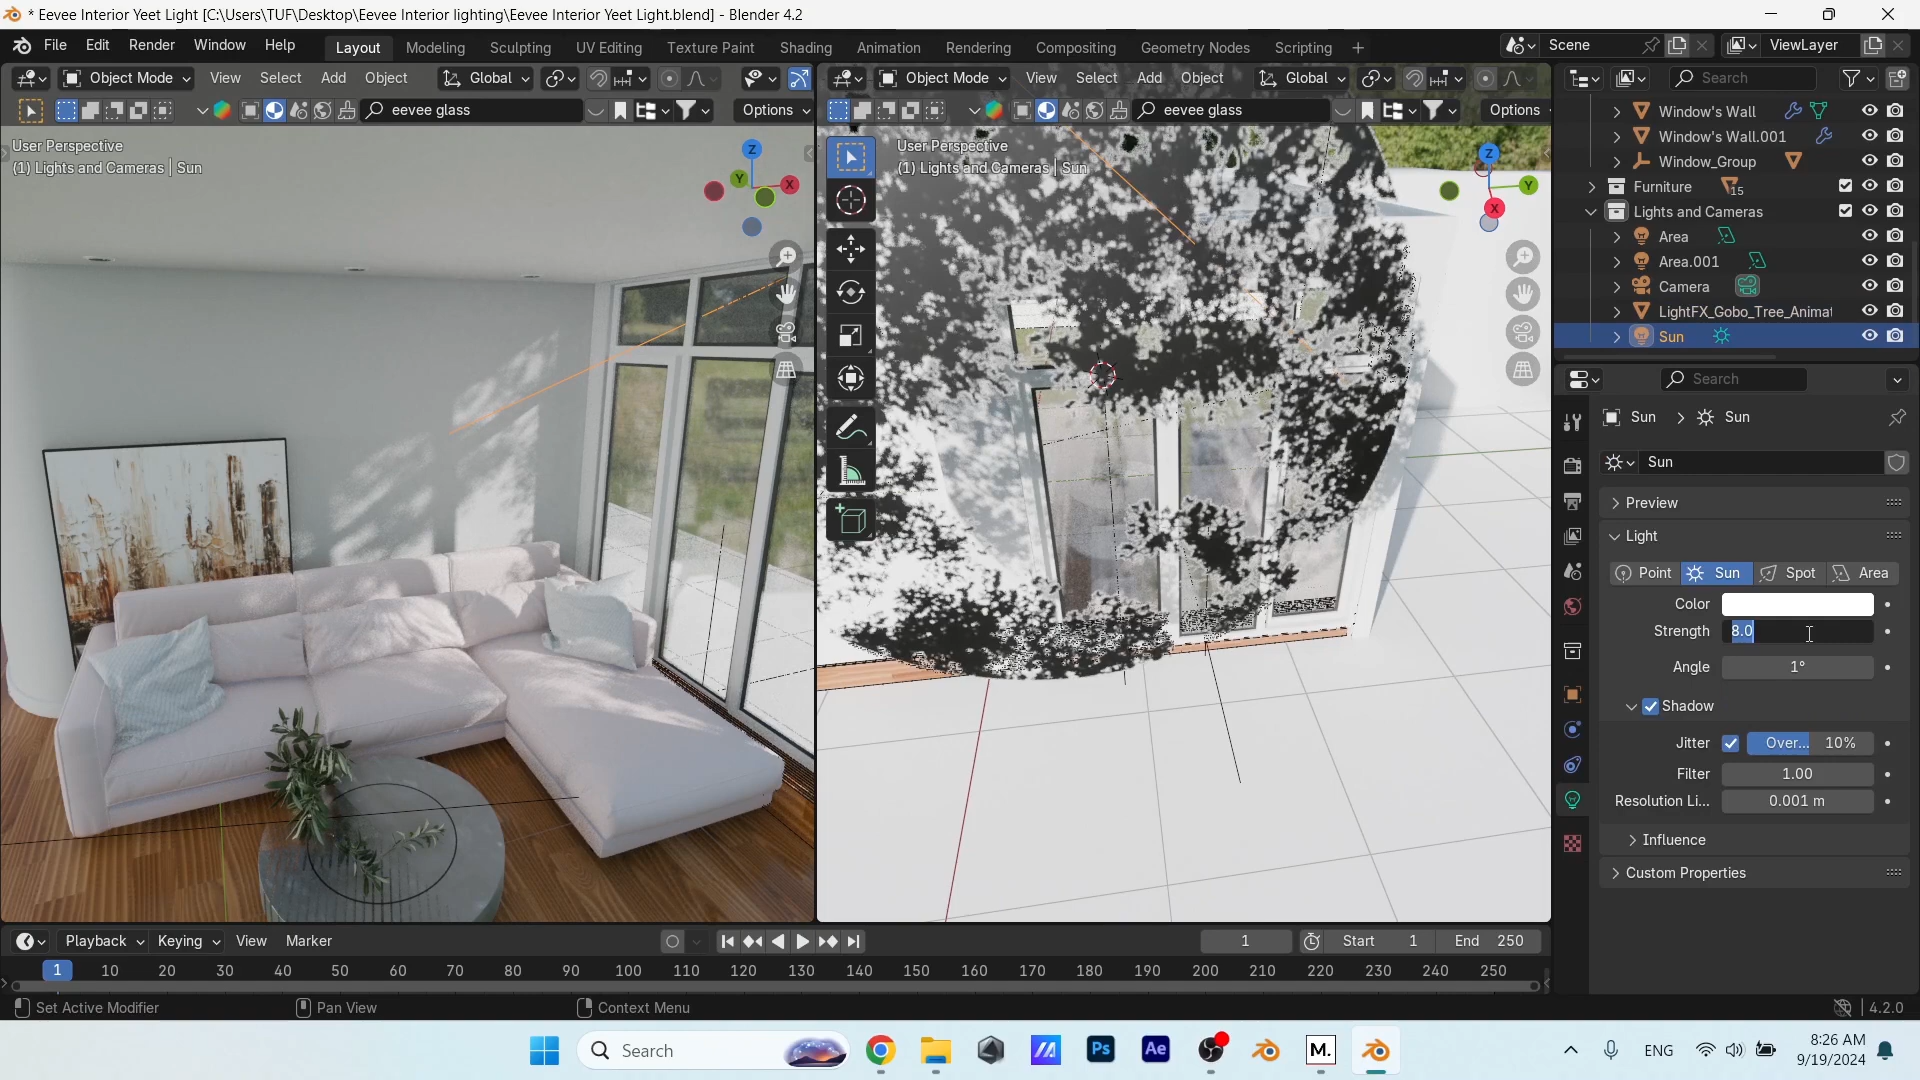 * Eevee Interior Yeet Light [C:\Users\TUF\Desktop\Eevee Interior lighting\Eevee Interior Yeet Light.blend] - Blender 4.2
File Edit Render Window Help Layout Modeling Sculpting UV Editing Texture Paint Shading Animation Rendering Compositing Geometry Nodes Scripting + Scene ViewLayer
Object Mode View Select Add Object Global
Object Mode View Select Add Object Global
Search
eevee glass Options
eevee glass Options
User Perspective
(1) Lights and Cameras | Sun
Z
Y
X
User Perspective
(1) Lights and Cameras | Sun
Z
Y
X
Window's Wall
Window's Wall.001
Window_Group
Furniture 15
Lights and Cameras
Area
Area.001
Camera
LightFX_Gobo_Tree_Animat
Sun
Search
Sun > Sun
Sun
Preview
Light
Point Sun Spot Area
Color
Strength 8.0
Angle 1°
Shadow
Jitter Over... 10%
Filter 1.00
Resolution Li... 0.001 m
Influence
Custom Properties
Playback Keying View Marker 1 Start 1 End 250
1 10 20 30 40 50 60 70 80 90 100 110 120 130 140 150 160 170 180 190 200 210 220 230 240 250
Set Active Modifier Pan View Context Menu 4.2.0
Search Ps Ae M. ENG 8:26 AM
9/19/2024